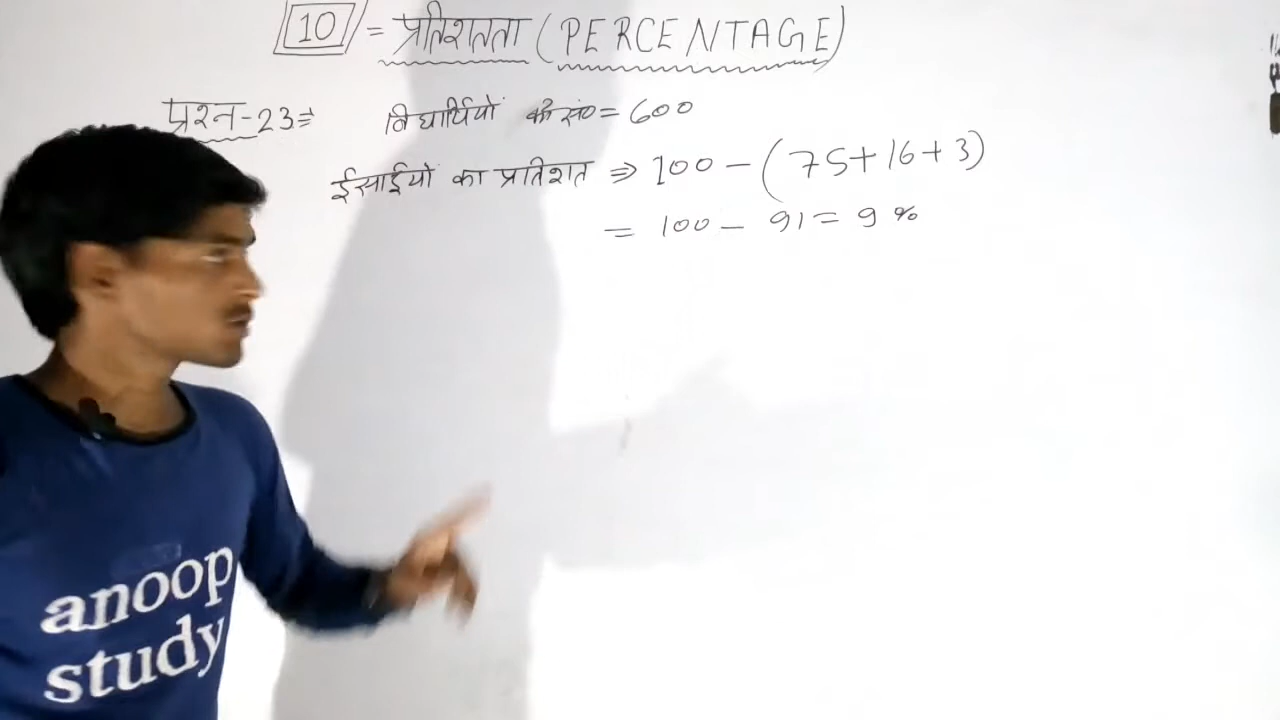 10 = प्रतिशतता (PERCENTAGE)
प्रश्न-23⇒ विद्यार्थियों की सं० = 600
ईसाईयों का प्रतिशत ⇒ 100 - (75+16+3)
= 100 - 91 = 9 %
anoop
study